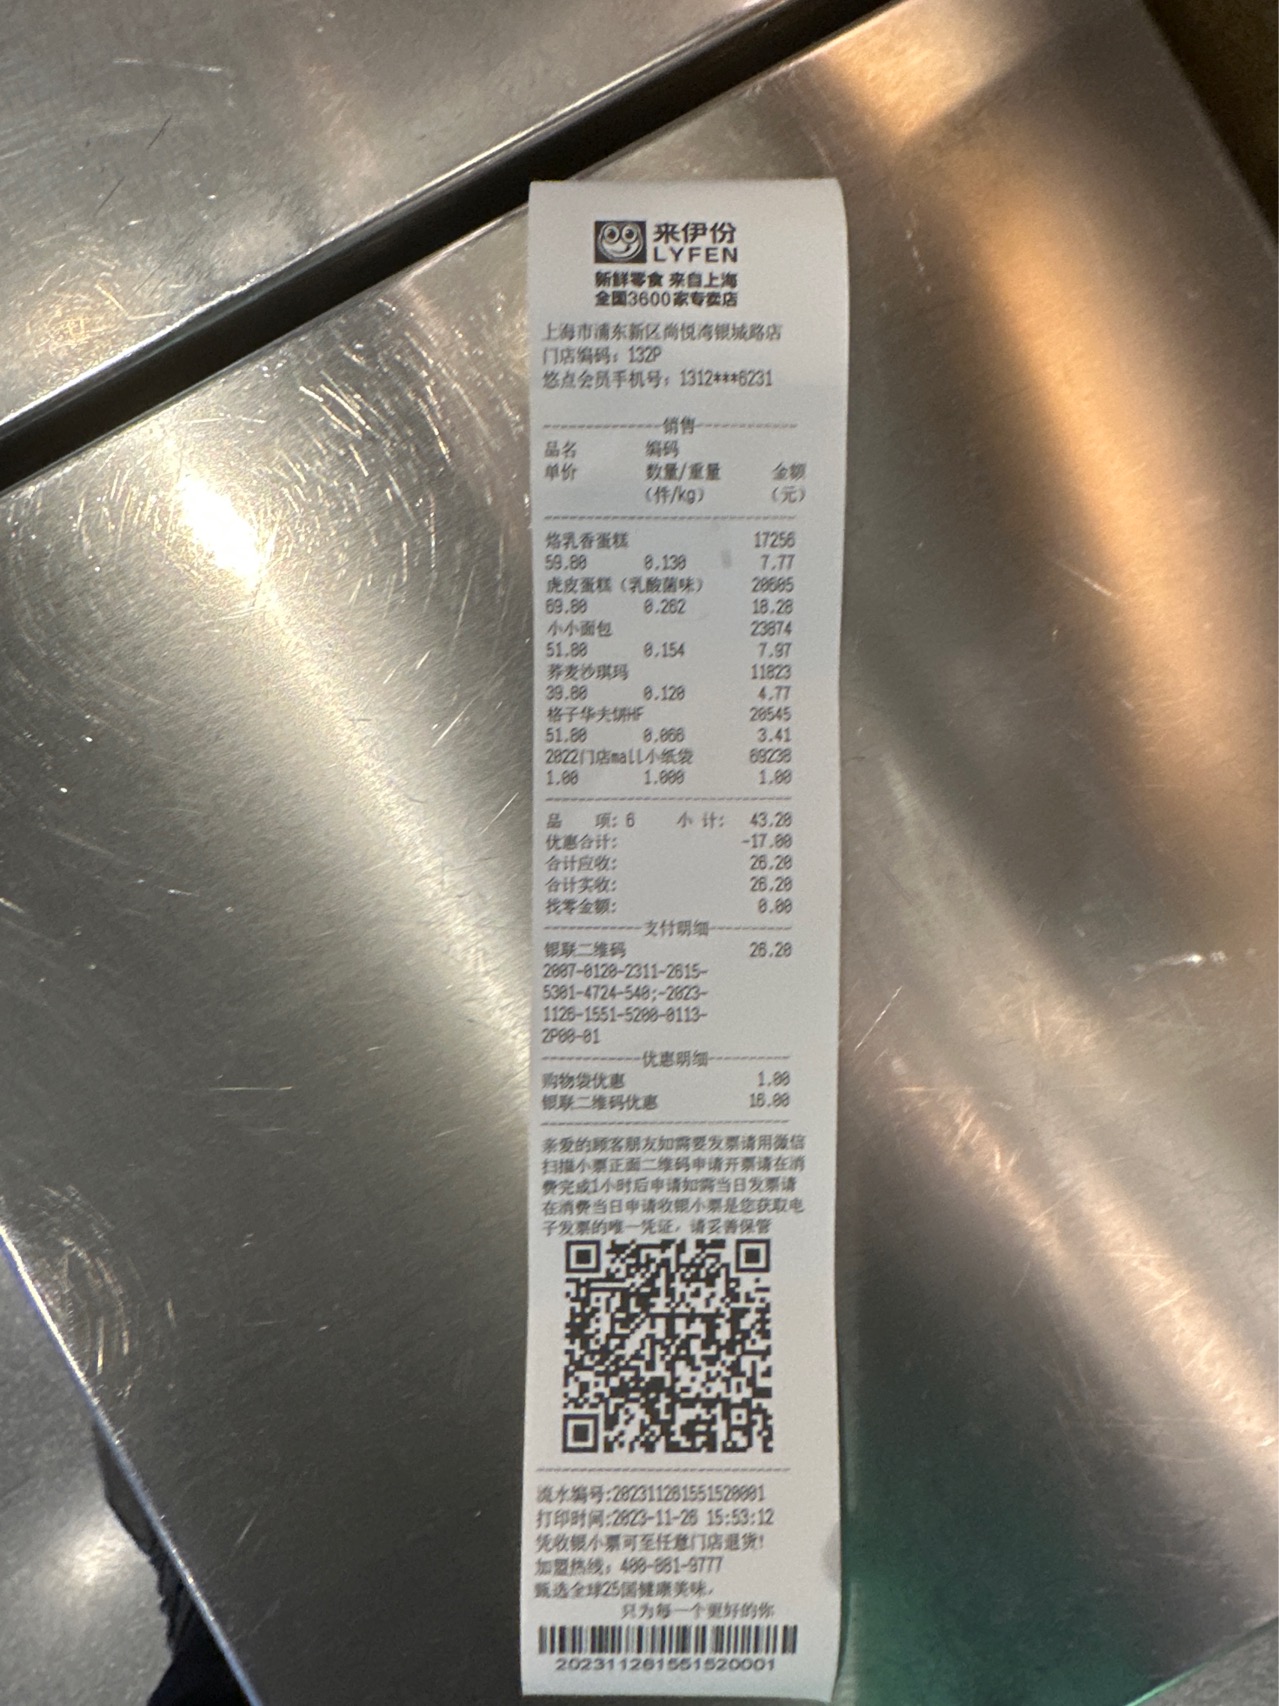 来伊份
LYFEN
新鲜零食 来自上海
全国3600家专卖店
上海市浦东新区尚悦湾银城路店
门店编码：132P
悠点会员手机号：1312***6231
销售
品名 编码
单价 数量/重量 金额
（件/kg） （元）
烙乳香蛋糕 17256
59.80 0.130 7.77
虎皮蛋糕（乳酸菌味） 20605
69.80 0.262 18.28
小小面包 23874
51.80 0.154 7.97
荞麦沙琪玛 11823
39.80 0.120 4.77
格子华夫饼HF 20545
51.80 0.066 3.41
2022门店mall小纸袋 69236
1.00 1.000 1.00
品 项: 6 小 计: 43.20
优惠合计: -17.00
合计应收: 26.20
合计实收: 26.20
找零金额: 0.00
支付明细
银联二维码 26.20
2007-0120-2311-2615-
5301-4724-540;-2023-
1126-1551-5200-0113-
2P00-01
优惠明细
购物袋优惠 1.00
银联二维码优惠 16.00
亲爱的顾客朋友如需要发票请用微信
扫描小票正面二维码申请开票请在消
费完成1小时后申请如需当日发票请
在消费当日申请收银小票是您获取电
子发票的唯一凭证，请妥善保管
流水编号:202311261551520001
打印时间:2023-11-26 15:53:12
凭收银小票可至任意门店退货!
加盟热线：400-881-9777
甄选全球25国健康美味，
只为每一个更好的你
202311261551520001